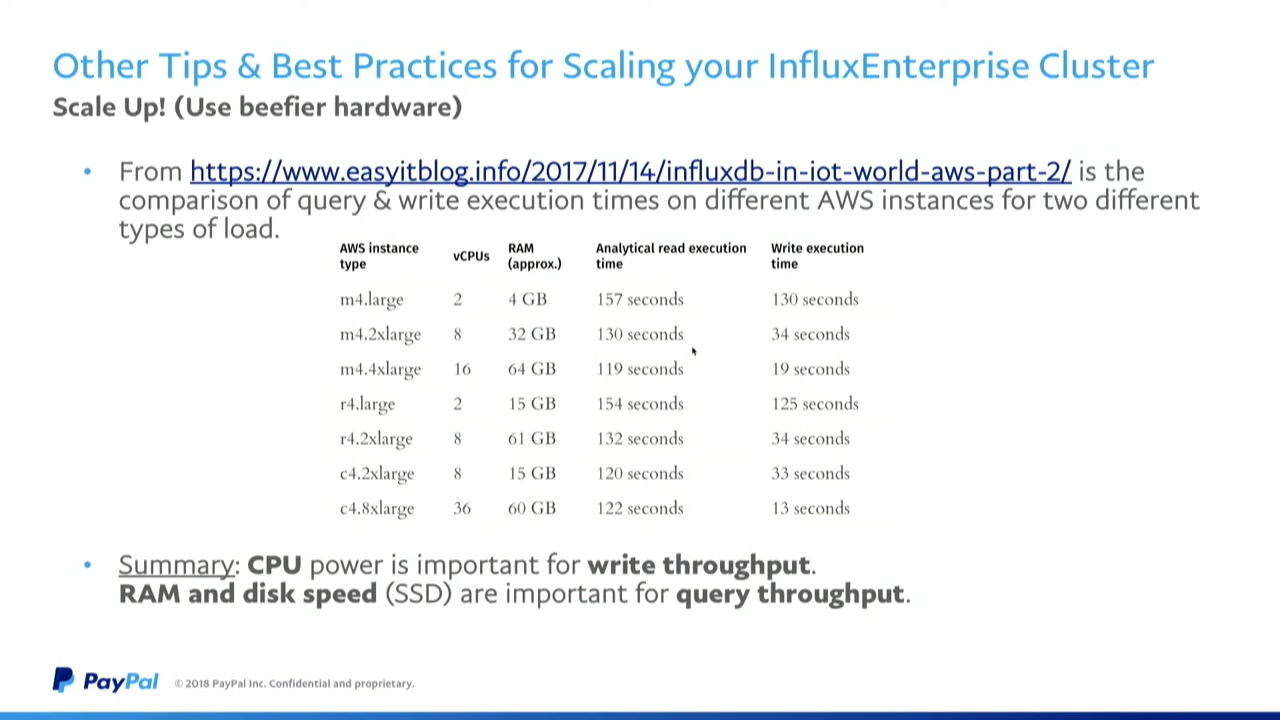 Other Tips & Best Practices for Scaling your InfluxEnterprise Cluster
Scale Up! (Use beefier hardware)
• From https://www.easyitblog.info/2017/11/14/influxdb-in-iot-world-aws-part-2/ is the
comparison of query & write execution times on different AWS instances for two different
types of load.
AWS instance type vCPUs RAM (approx.) Analytical read execution time Write execution time
m4.large 2 4 GB 157 seconds 130 seconds
m4.2xlarge 8 32 GB 130 seconds 34 seconds
m4.4xlarge 16 64 GB 119 seconds 19 seconds
r4.large 2 15 GB 154 seconds 125 seconds
r4.2xlarge 8 61 GB 132 seconds 34 seconds
c4.2xlarge 8 15 GB 120 seconds 33 seconds
c4.8xlarge 36 60 GB 122 seconds 13 seconds
• Summary: CPU power is important for write throughput.
RAM and disk speed (SSD) are important for query throughput.
PayPal © 2018 PayPal Inc. Confidential and proprietary.